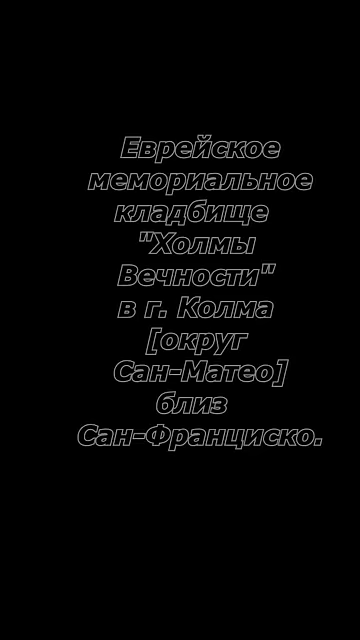 Еврейское
мемориальное
кладбище
"Холмы
Вечности"
в г. Колма
[округ
Сан-Матео]
близ
Сан-Франциско.